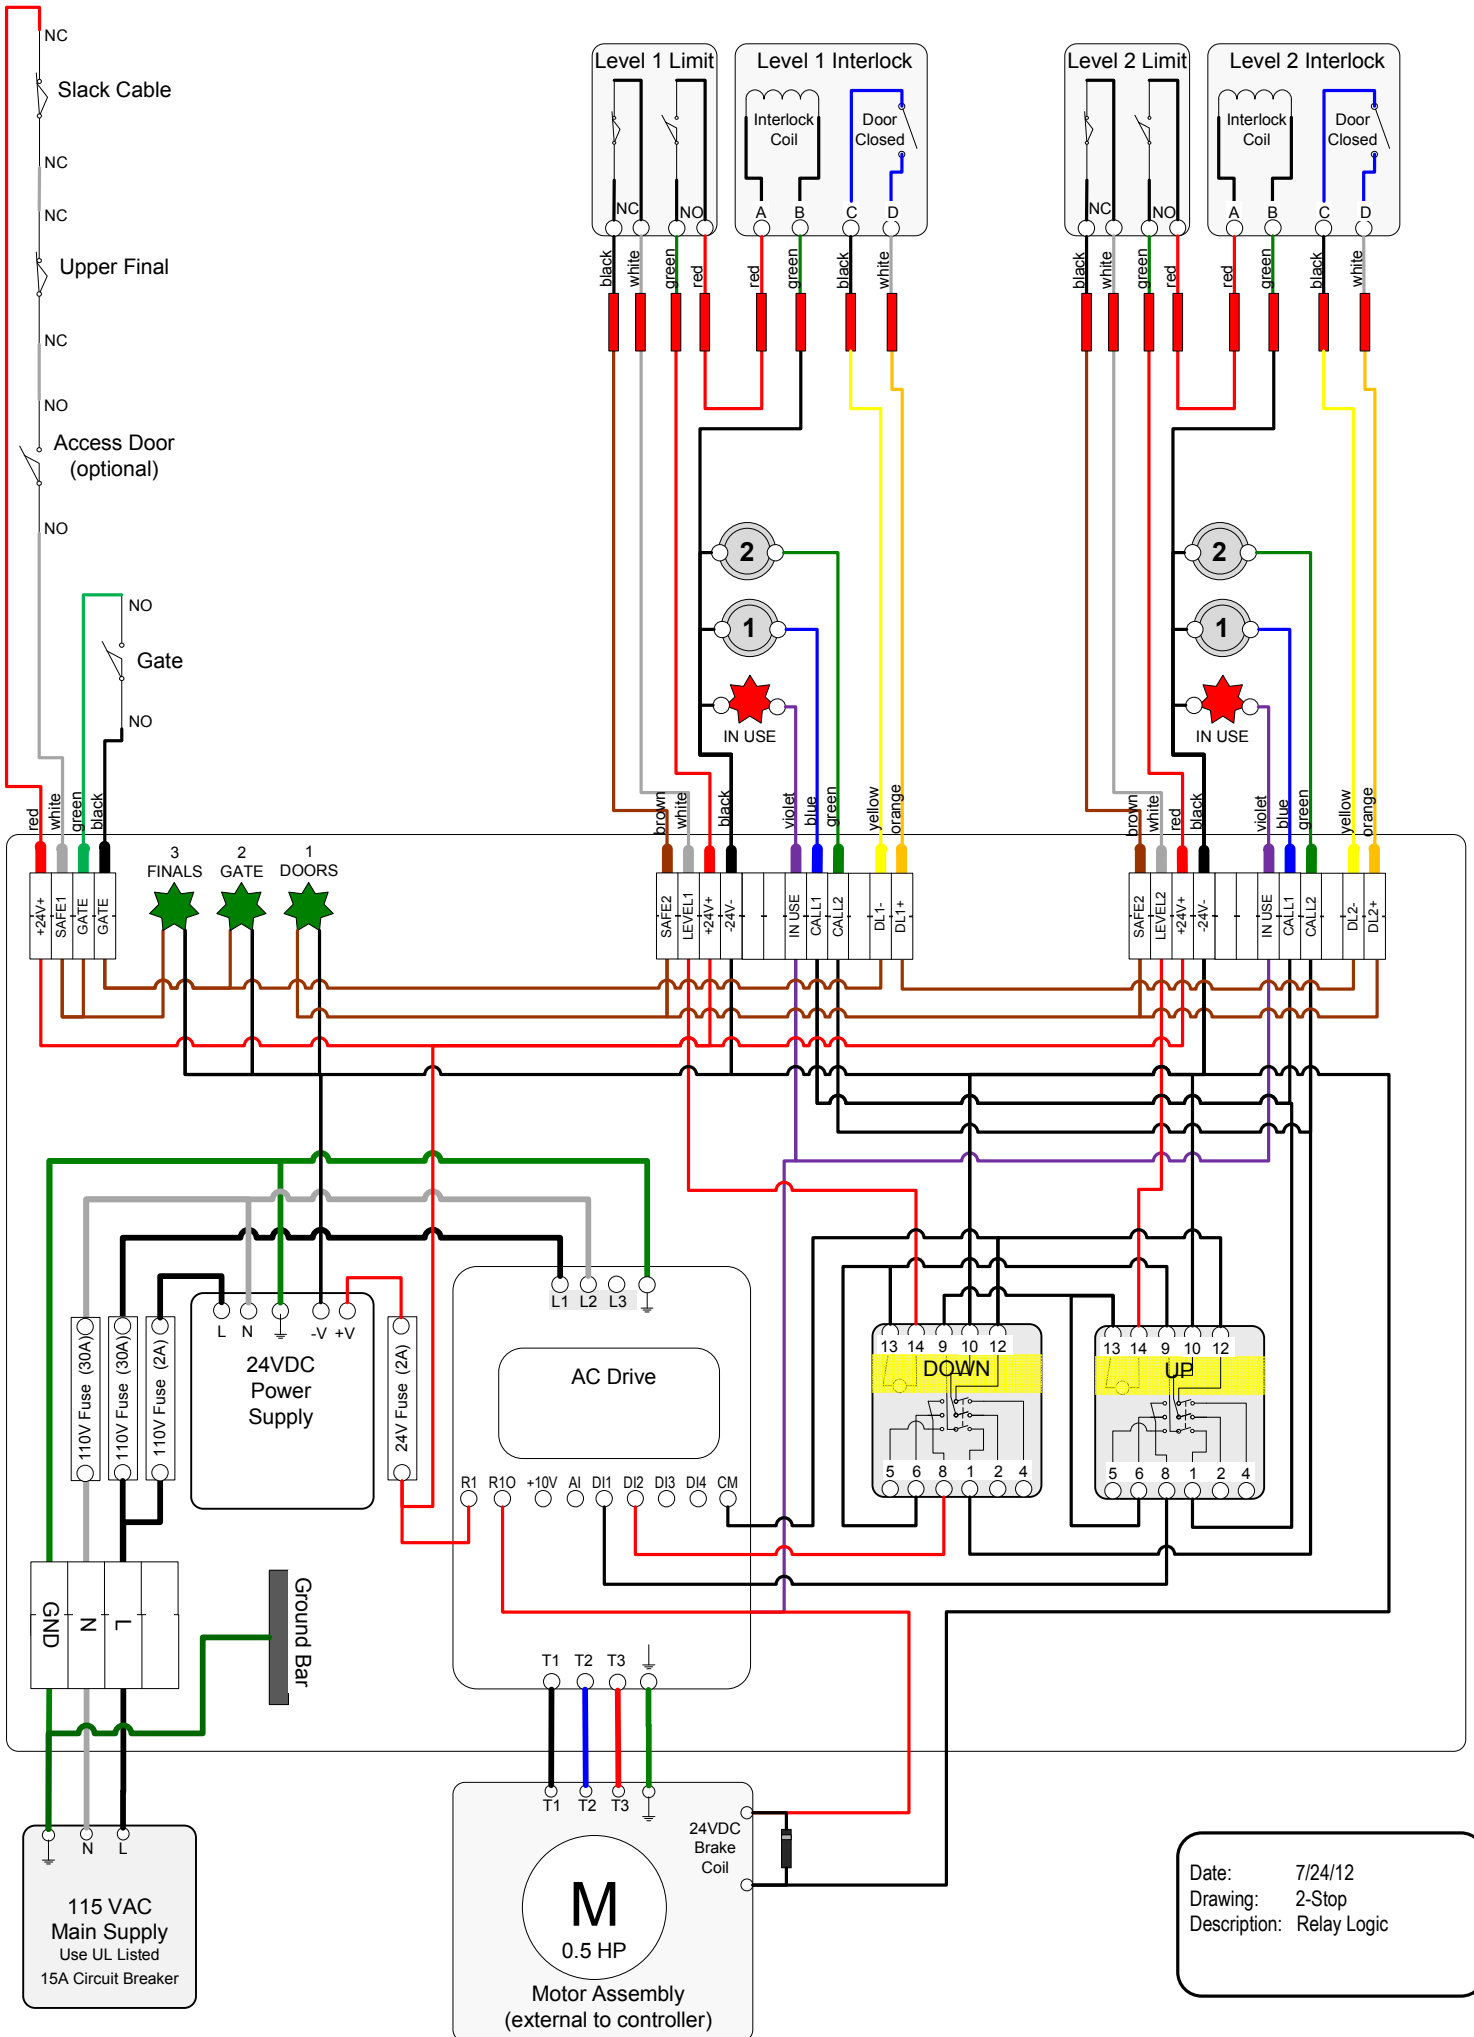 NC
Slack Cable
NC
NC
Upper Final
NC
NO
Access Door
(optional)
NO
NO
Gate
NO
red
white
green
black
Level 1 Limit
NC
NO
black
white
green
red
Level 1 Interlock
Interlock
Coil
Door
Closed
A
B
C
D
red
green
black
white
2
1
IN USE
brown
white
red
black
violet
blue
green
yellow
orange
Level 2 Limit
NC
NO
black
white
green
red
Level 2 Interlock
Interlock
Coil
Door
Closed
A
B
C
D
red
green
black
white
2
1
IN USE
brown
white
red
black
violet
blue
green
yellow
orange
3
FINALS
2
GATE
1
DOORS
+24V+
SAFE1
GATE
GATE
SAFE2
LEVEL1
+24V+
-24V-
IN USE
CALL1
CALL2
DL1-
DL1+
SAFE2
LEVEL2
+24V+
-24V-
IN USE
CALL1
CALL2
DL2-
DL2+
110V Fuse (30A)
110V Fuse (30A)
110V Fuse (2A)
L
N
-V
+V
24VDC
Power
Supply
24V Fuse (2A)
L1
L2
L3
AC Drive
R1
R1O
+10V
AI
DI1
DI2
DI3
DI4
CM
T1
T2
T3
13
14
9
10
12
DOWN
5
6
8
1
2
4
13
14
9
10
12
UP
5
6
8
1
2
4
GND
N
L
Ground Bar
N
L
115 VAC
Main Supply
Use UL Listed
15A Circuit Breaker
T1
T2
T3
24VDC
Brake
Coil
M
0.5 HP
Motor Assembly
(external to controller)
Date: 7/24/12
Drawing: 2-Stop
Description: Relay Logic